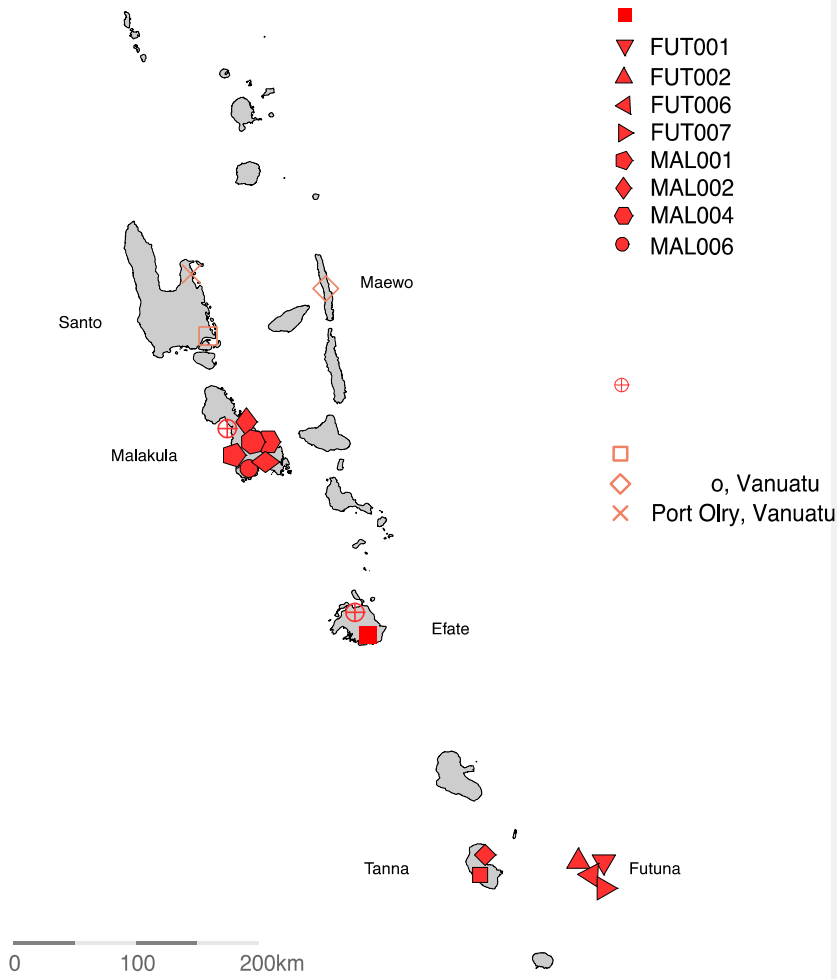 FUT001
FUT002
FUT006
FUT007
MAL001
MAL002
MAL004
MAL006
Maewo
Santo
Malakula
o, Vanuatu
Port Olry, Vanuatu
Efate
Tanna
Futuna
0 100 200km